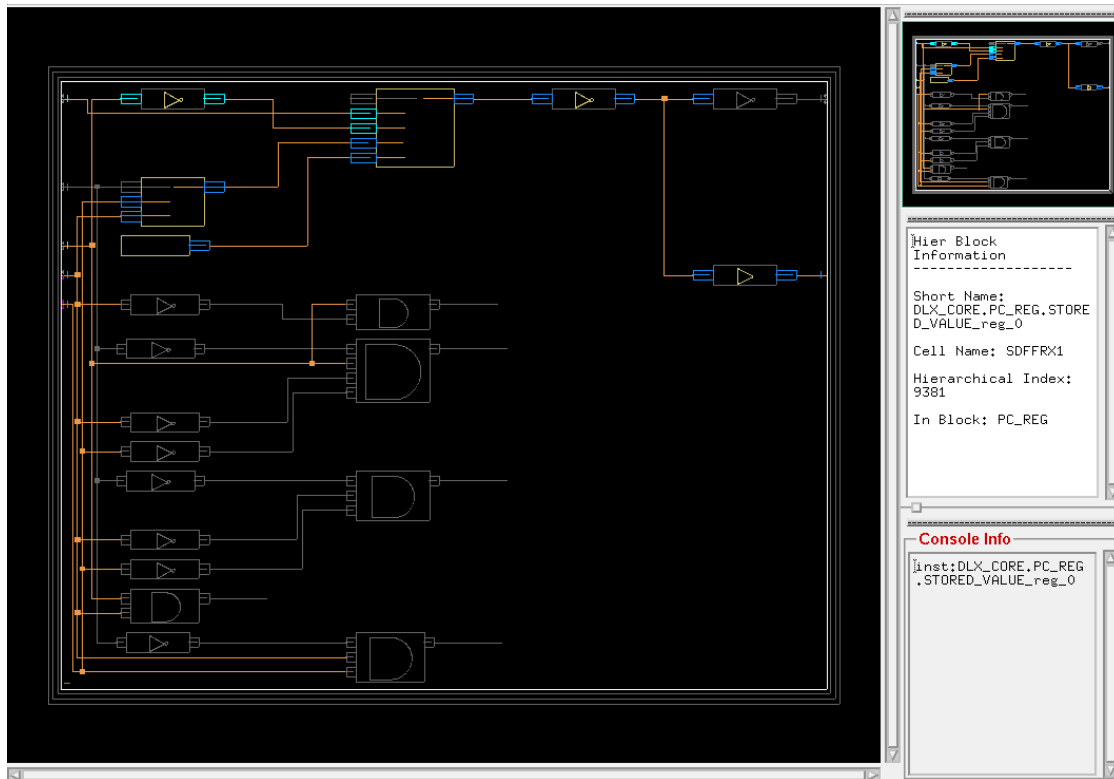 Hier Block
Information
--------------------
Short Name:
DLX_CORE.PC_REG.STORE
D_VALUE_reg_0
Cell Name: SDFFRX1
Hierarchical Index:
9381
In Block: PC_REG
Console Info
inst:DLX_CORE.PC_REG
.STORED_VALUE_reg_0